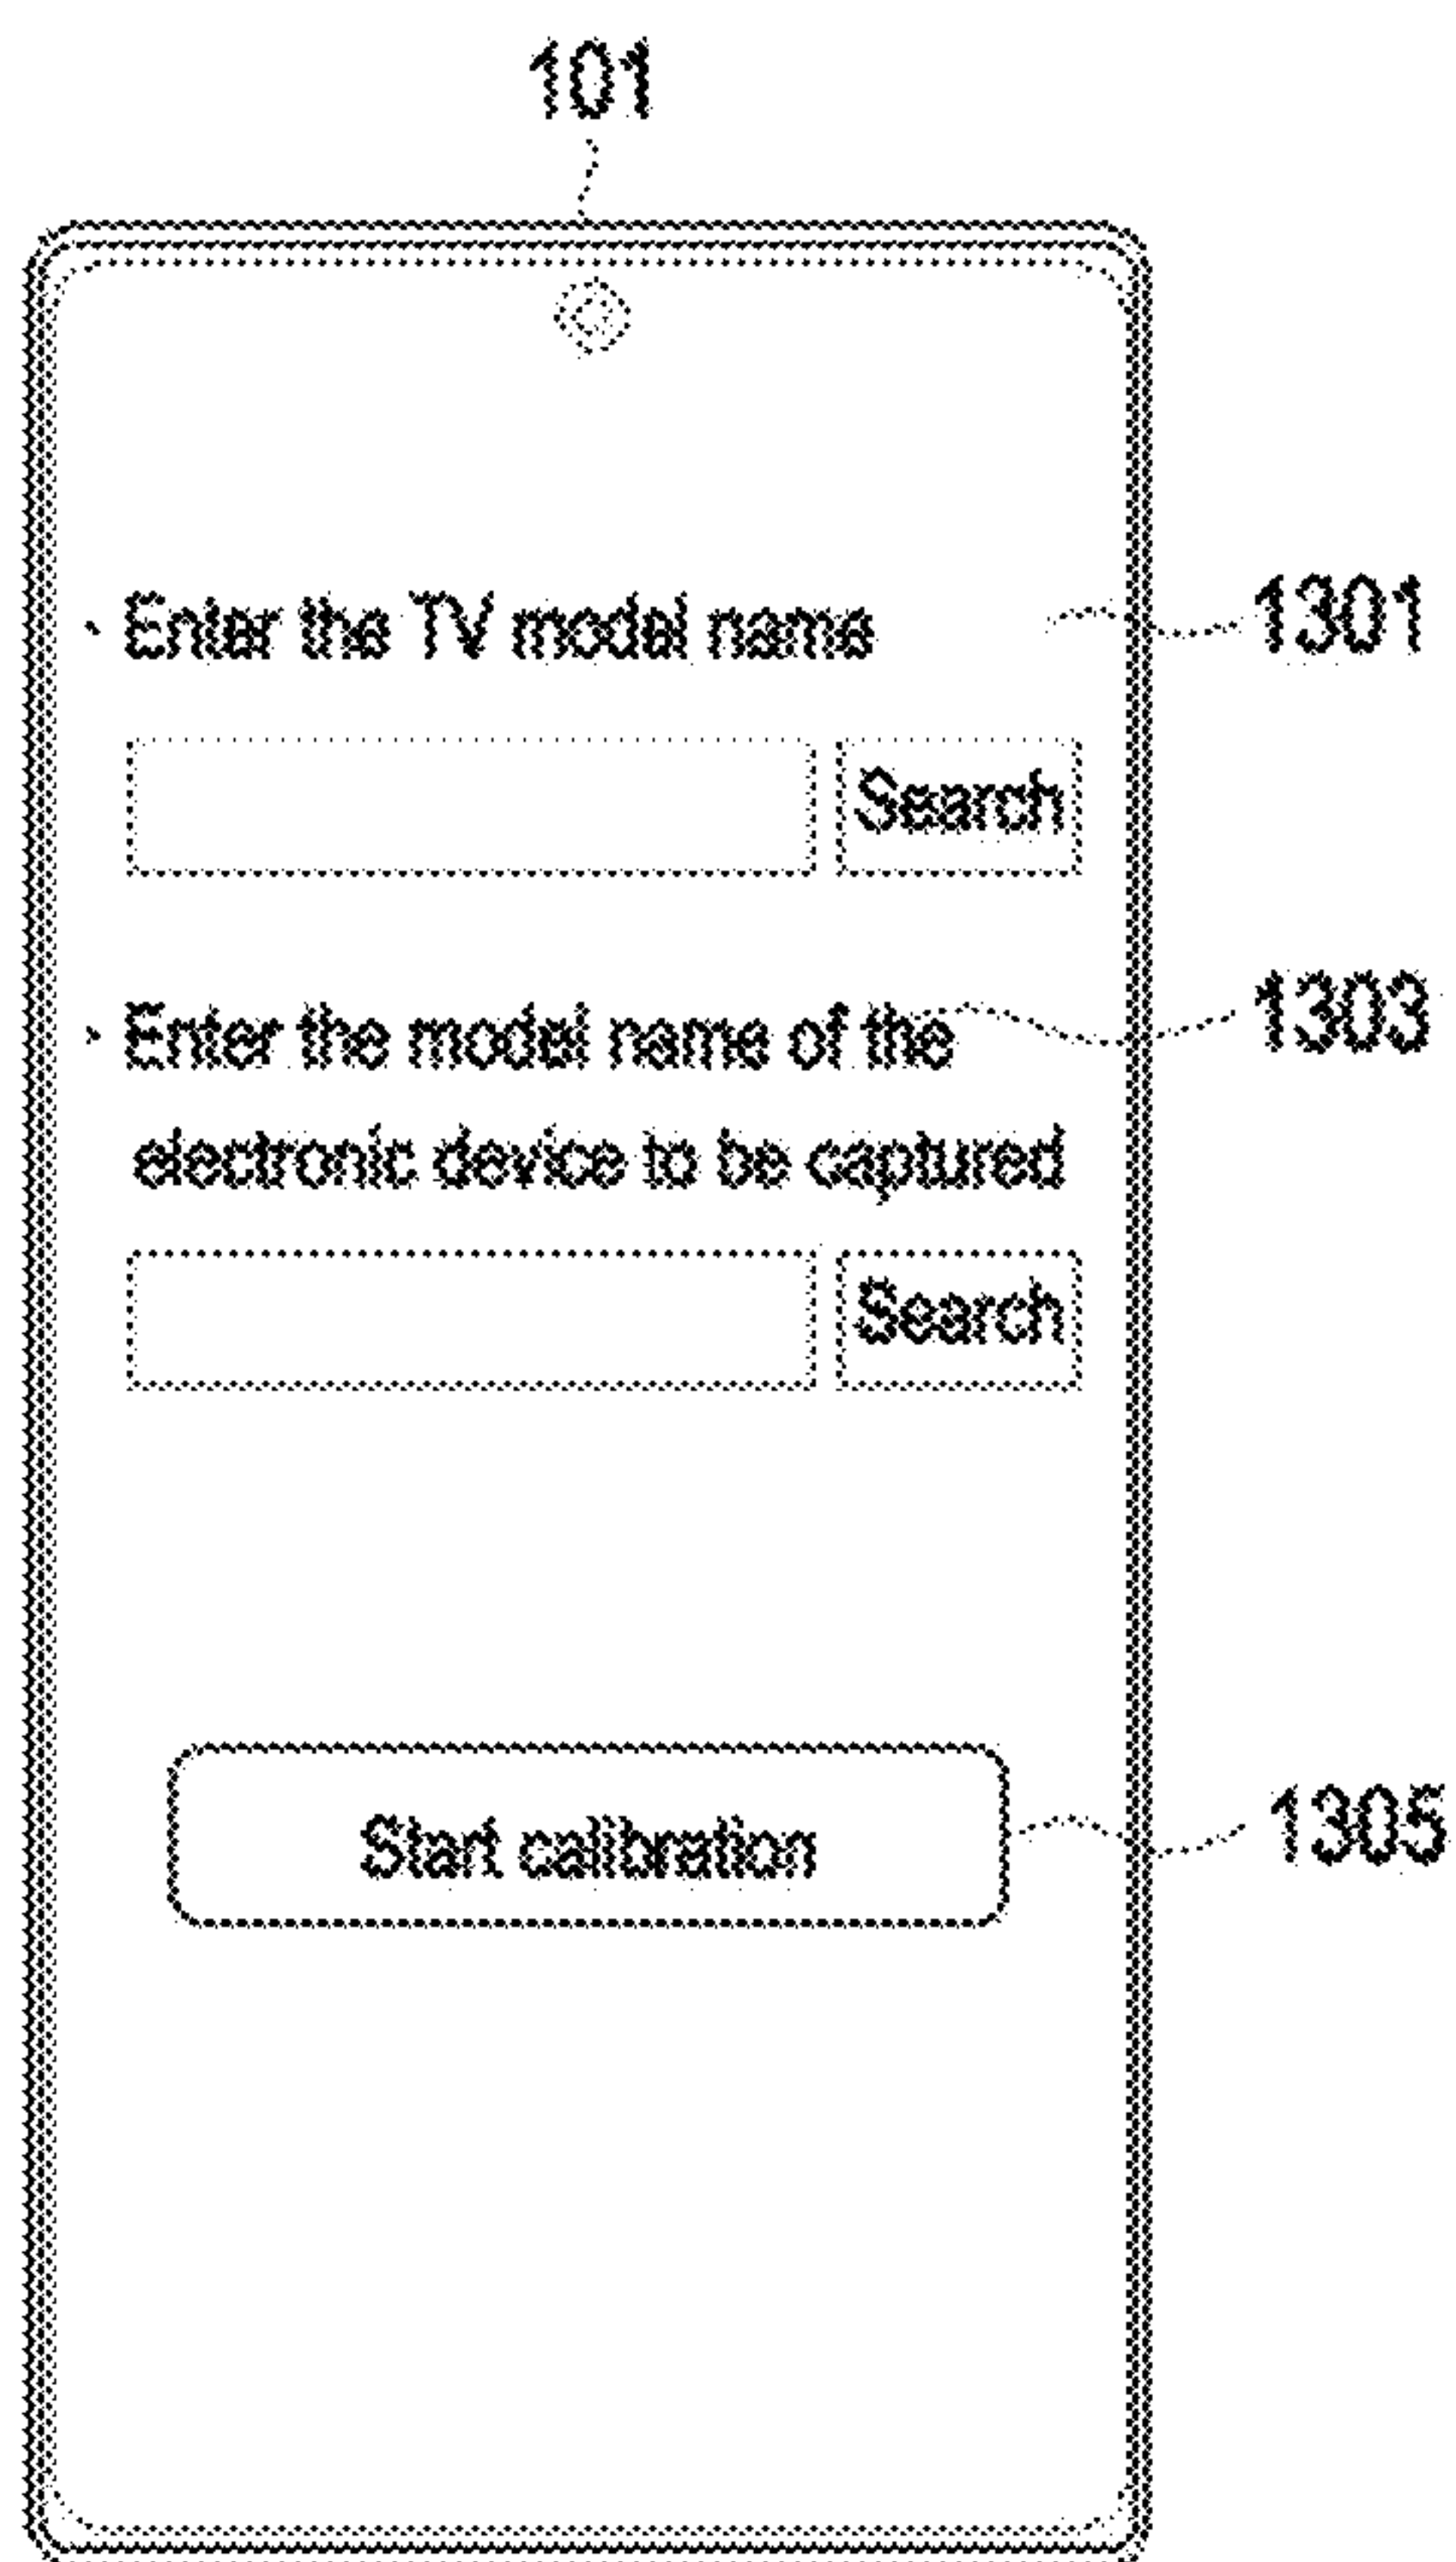 101
· Enter the TV model name
1301
Search
· Enter the model name of the
1303
electronic device to be captured
Search
Start calibration
1305